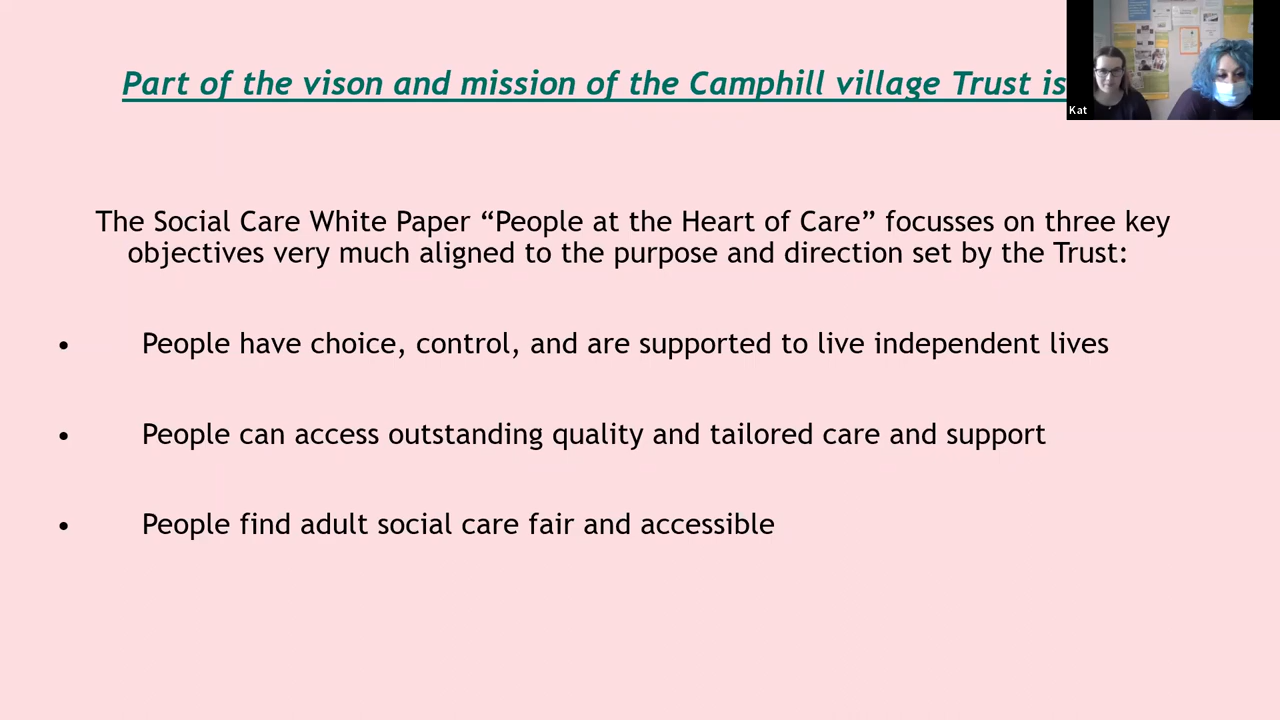 Part of the vison and mission of the Camphill village Trust is
Kat
The Social Care White Paper “People at the Heart of Care” focusses on three key
objectives very much aligned to the purpose and direction set by the Trust:
• People have choice, control, and are supported to live independent lives
• People can access outstanding quality and tailored care and support
• People find adult social care fair and accessible